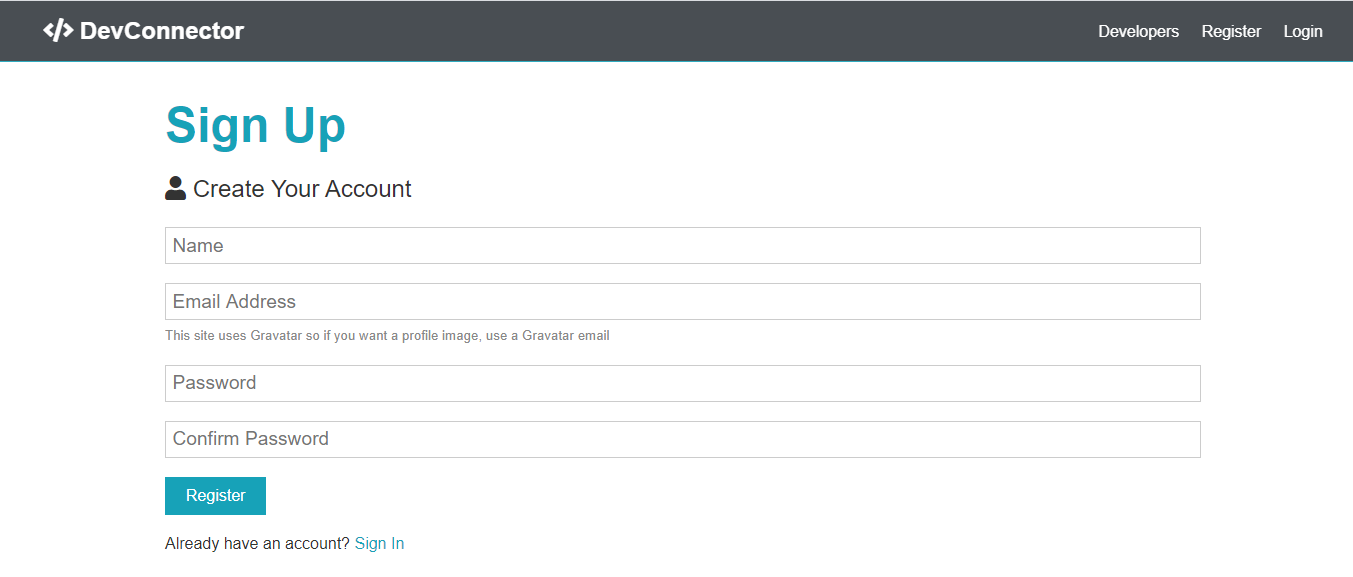 </> DevConnector Developers Register Login
Sign Up
Create Your Account
Name
Email Address
This site uses Gravatar so if you want a profile image, use a Gravatar email
Password
Confirm Password
Register
Already have an account? Sign In